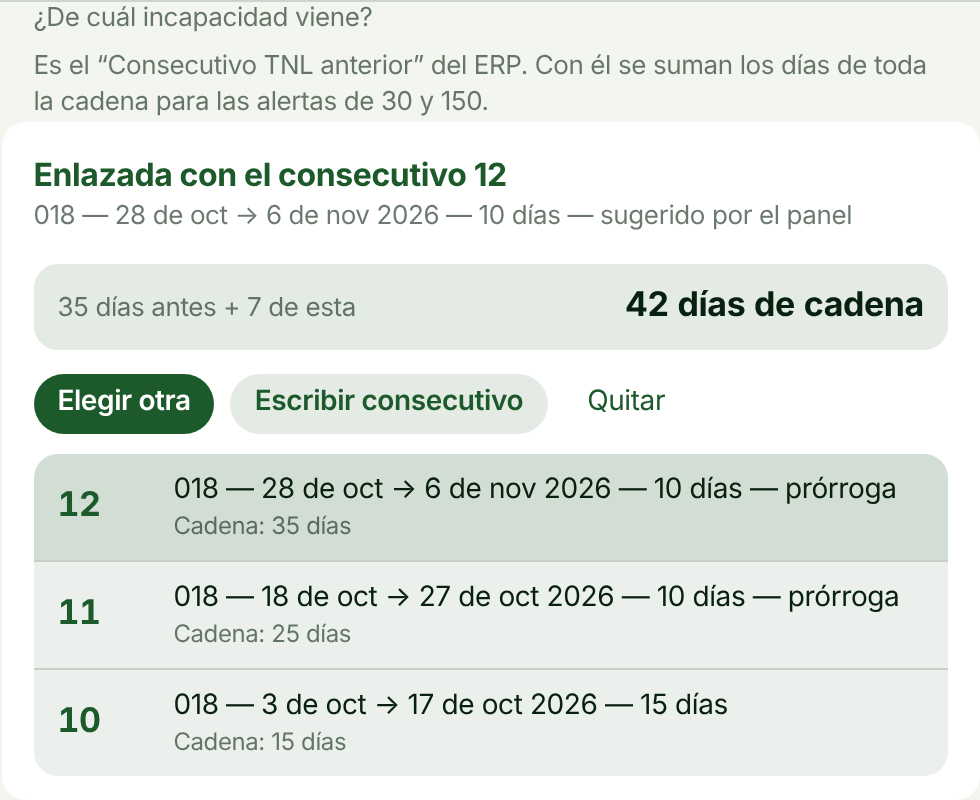 ¿De cuál incapacidad viene?
Es el “Consecutivo TNL anterior” del ERP. Con él se suman los días de toda
la cadena para las alertas de 30 y 150.
Enlazada con el consecutivo 12
018 — 28 de oct → 6 de nov 2026 — 10 días — sugerido por el panel
35 días antes + 7 de esta
42 días de cadena
Elegir otra
Escribir consecutivo
Quitar
12
018 — 28 de oct → 6 de nov 2026 — 10 días — prórroga
Cadena: 35 días
11
018 — 18 de oct → 27 de oct 2026 — 10 días — prórroga
Cadena: 25 días
10
018 — 3 de oct → 17 de oct 2026 — 15 días
Cadena: 15 días